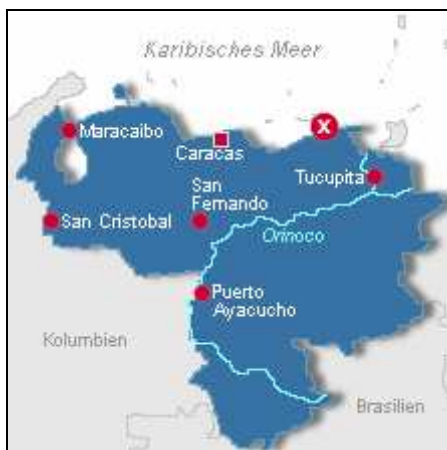 Karibisches Meer
X
Maracaibo
Caracas
San
Fernando
Tucupita
San Cristobal
Orinoco
Puerto
Ayacucho
Kolumbien
Brasilien